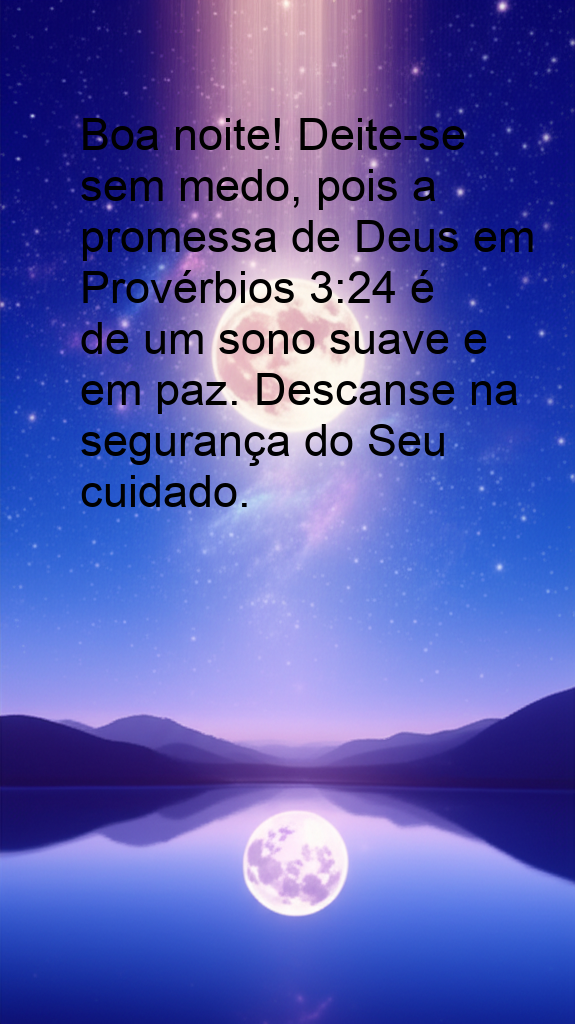 Boa noite! Deite-se
sem medo, pois a
promessa de Deus em
Provérbios 3:24 é
de um sono suave e
em paz. Descanse na
segurança do Seu
cuidado.